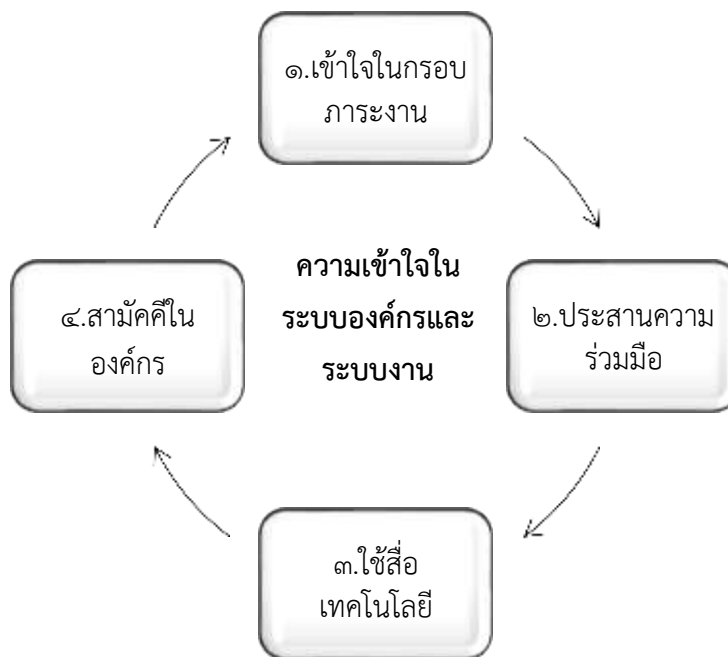 ๑.เข้าใจในกรอบ
ภาระงาน
ความเข้าใจใน
ระบบองค์กรและ
ระบบงาน
๒.ประสานความ
ร่วมมือ
๓.ใช้สื่อ
เทคโนโลยี
๔.สามัคคีใน
องค์กร